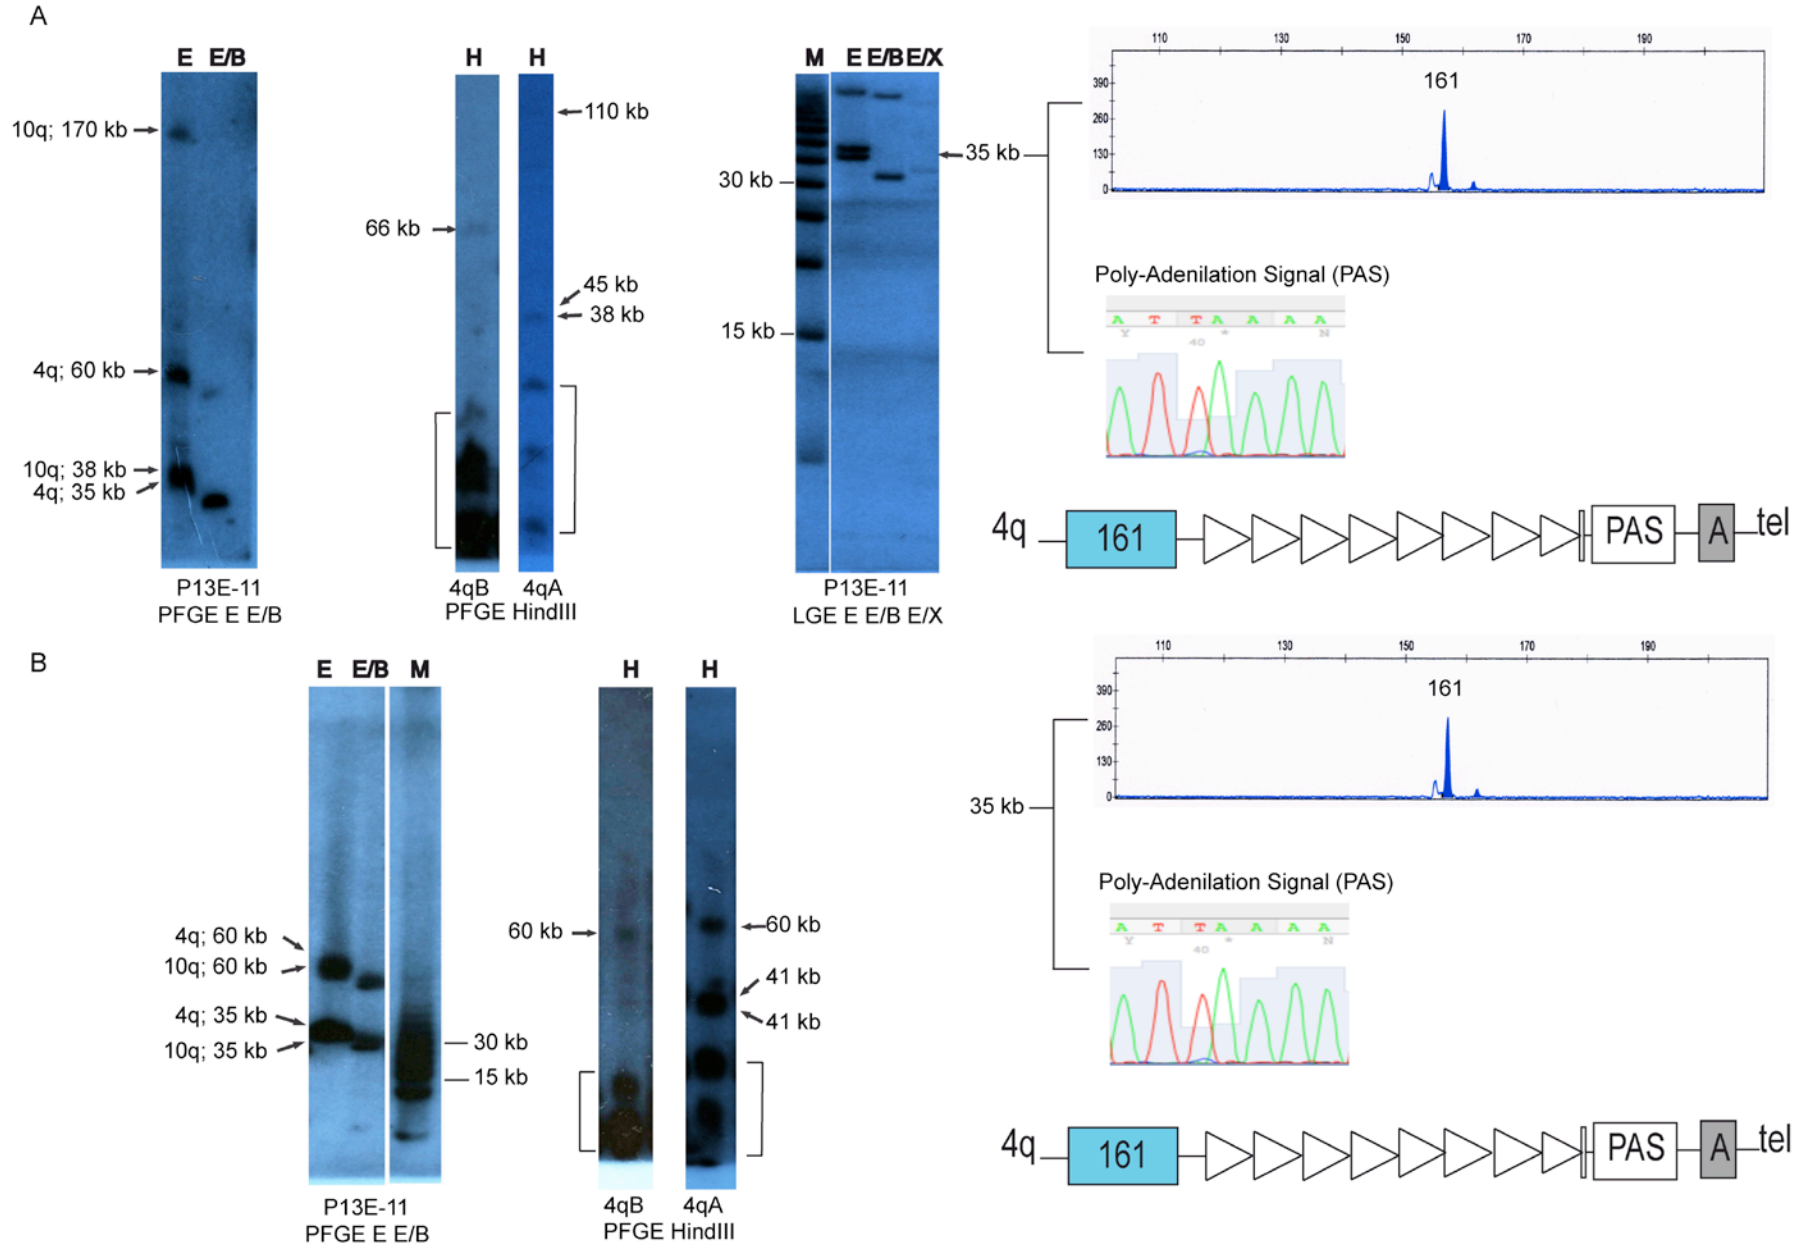 A
E E/B
10q; 170 kb
4q; 60 kb
10q; 38 kb
4q; 35 kb
P13E-11
PFGE E E/B
H H
110 kb
66 kb
45 kb
38 kb
4qB 4qA
PFGE HindIII
M E E/B E/X
35 kb
30 kb
15 kb
P13E-11
LGE E E/B E/X
110 130 150 170 190
161
390
260
130
0
Poly-Adenilation Signal (PAS)
A T T A A A A
Y * N
40
4q 161 PAS A tel
B
E E/B M
4q; 60 kb
10q; 60 kb
4q; 35 kb
10q; 35 kb
30 kb
15 kb
P13E-11
PFGE E E/B
H H
60 kb
60 kb
41 kb
41 kb
4qB 4qA
PFGE HindIII
110 130 150 170 190
161
390
260
130
0
35 kb
Poly-Adenilation Signal (PAS)
A T T A A A A
Y * N
40
4q 161 PAS A tel